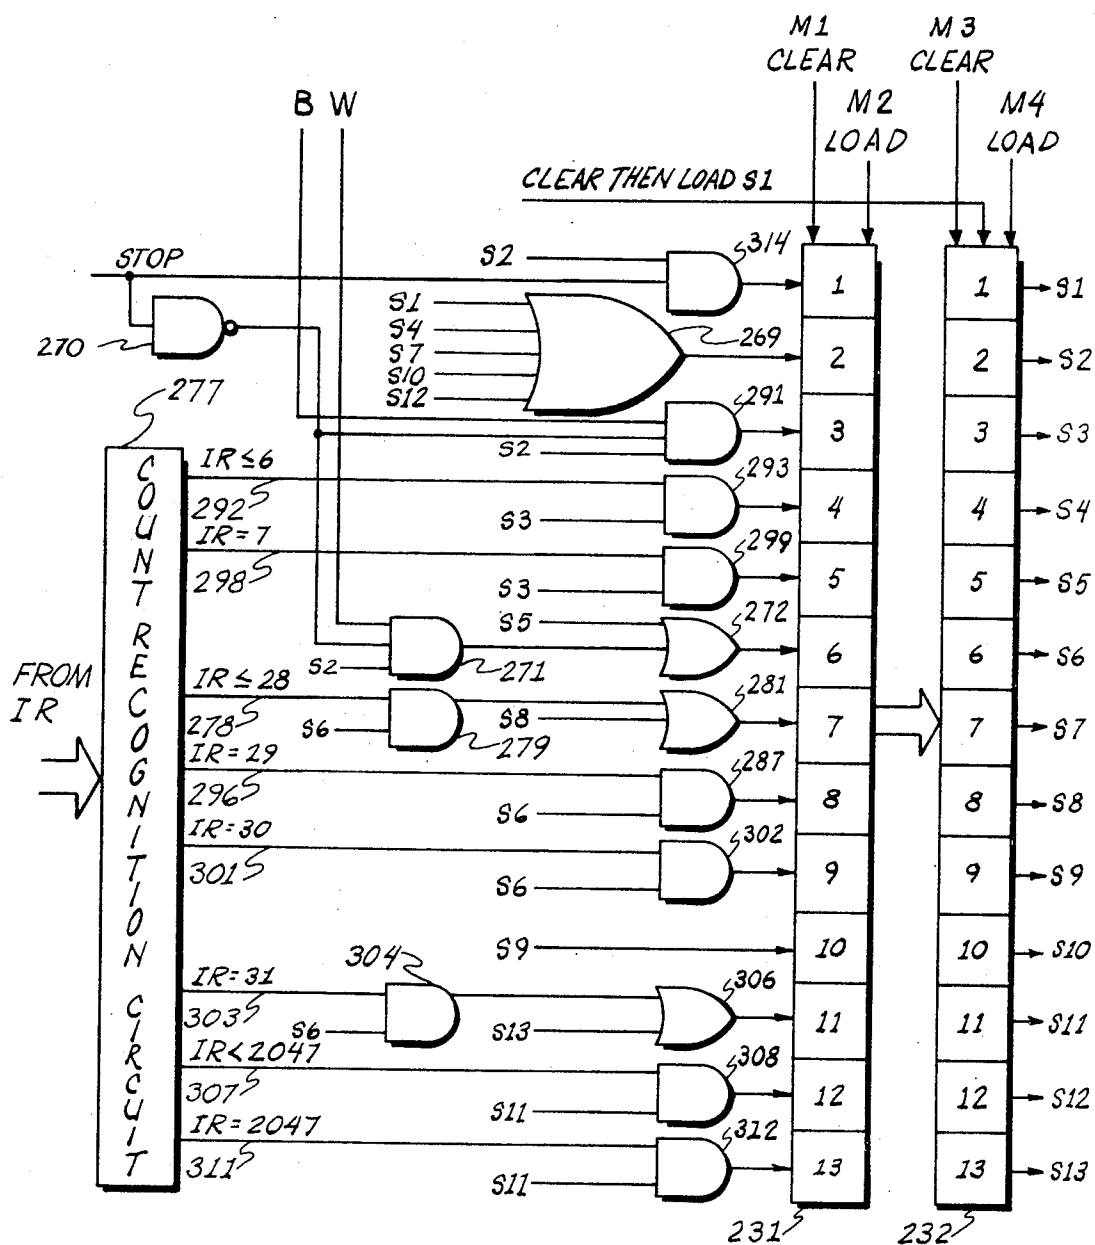 M1
CLEAR
M3
CLEAR
B W
M2
LOAD
M4
LOAD
CLEAR THEN LOAD S1
STOP
S2
314
1
1
S1
270
S1
S4
S7
S10
S12
269
2
2
S2
277
291
S2
3
3
S3
IR ≤ 6
292
293
S3
4
4
S4
IR = 7
298
299
S3
5
5
S5
COUNT RECOGNITION CIRCUIT
FROM
IR
S5
272
S2
271
6
6
S6
IR ≤ 28
278
S6
279
281
S8
7
7
S7
IR = 29
296
287
S6
8
8
S8
IR = 30
301
302
S6
9
9
S9
S9
10
10
S10
304
IR = 31
303
S6
306
S13
11
11
S11
IR < 2047
307
308
S11
12
12
S12
IR = 2047
311
312
S11
13
13
S13
231
232